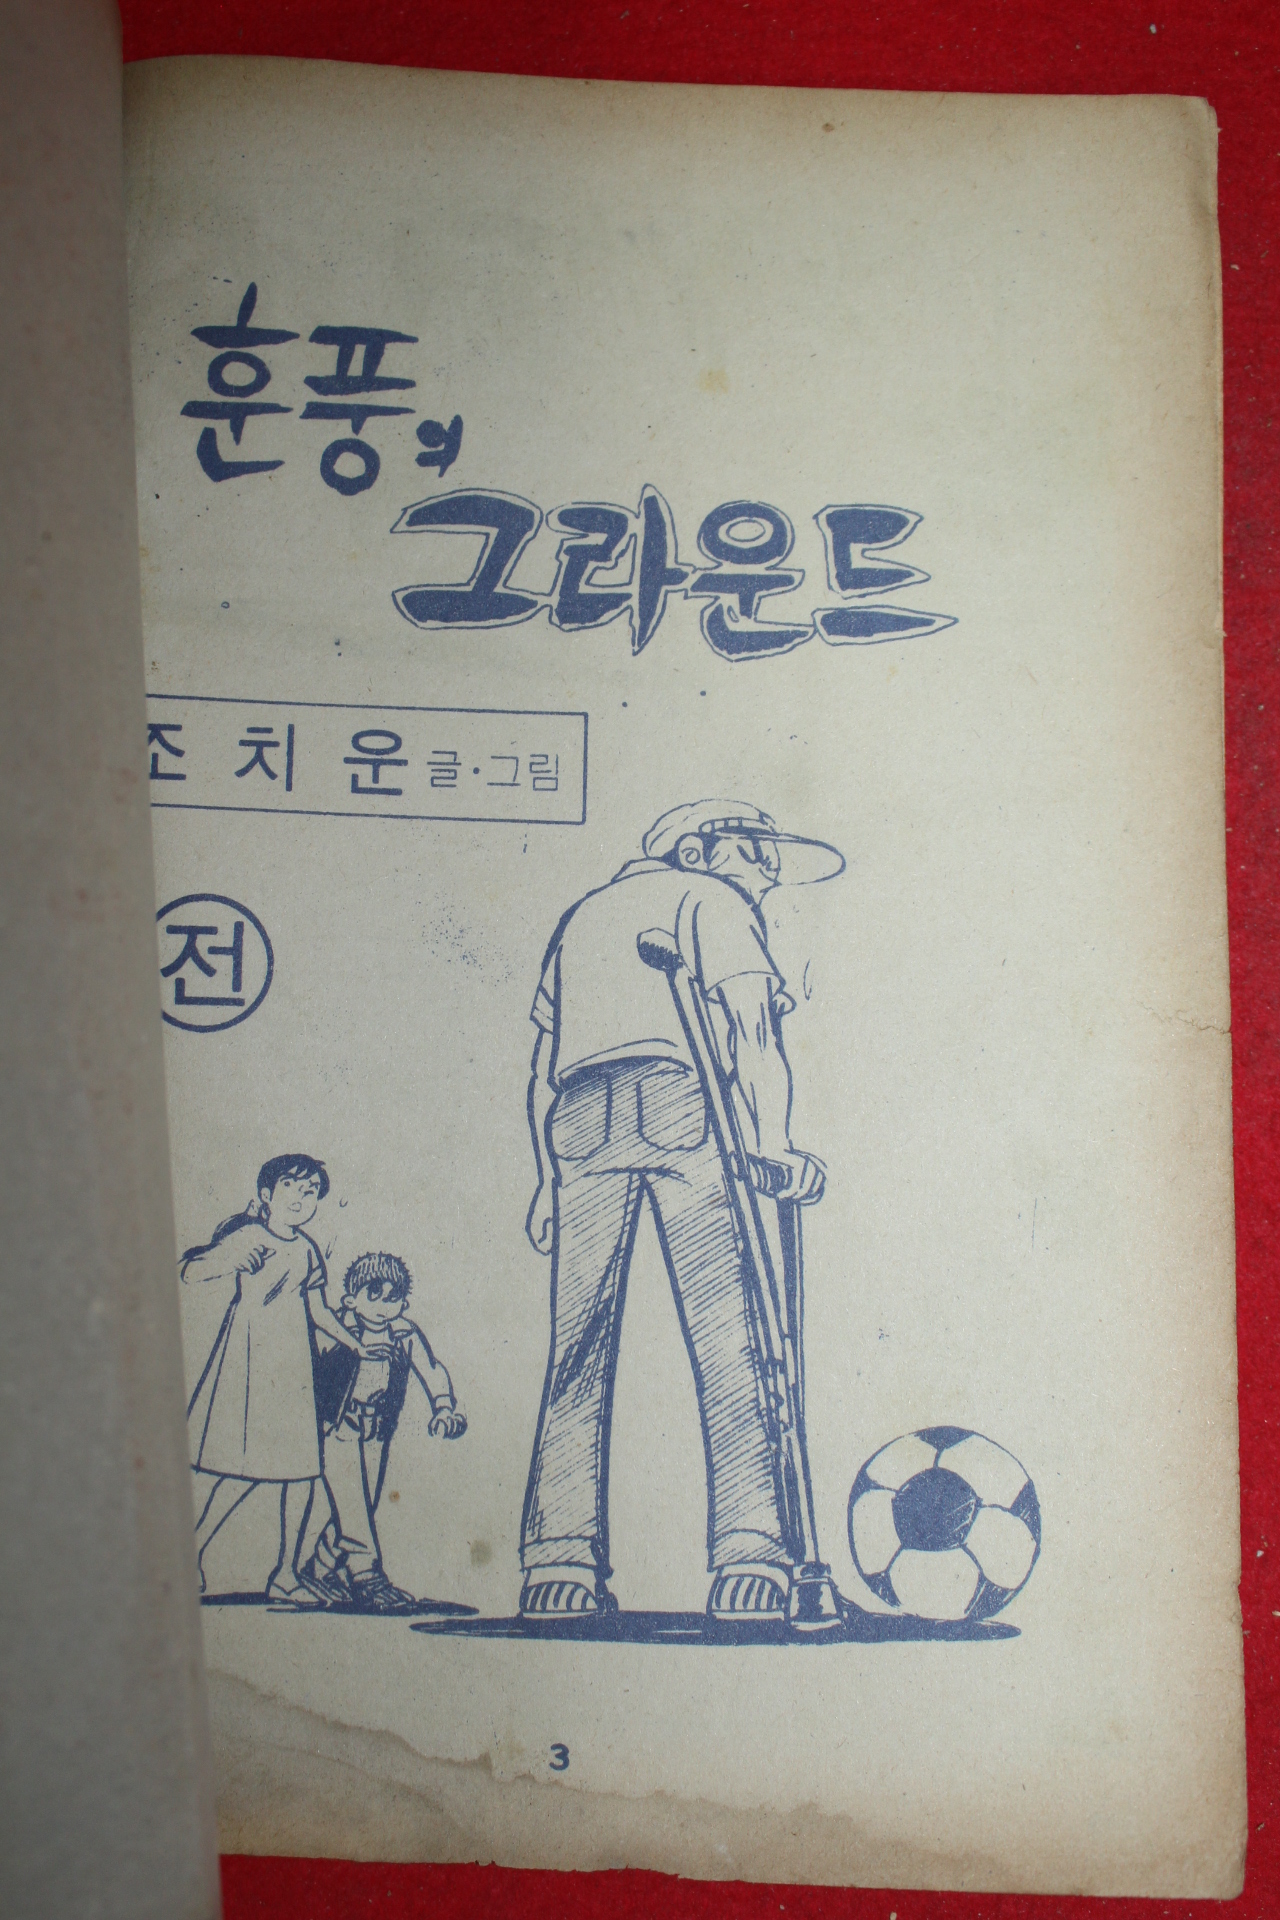 훈풍의
그라운드
조치운 글·그림
전
3